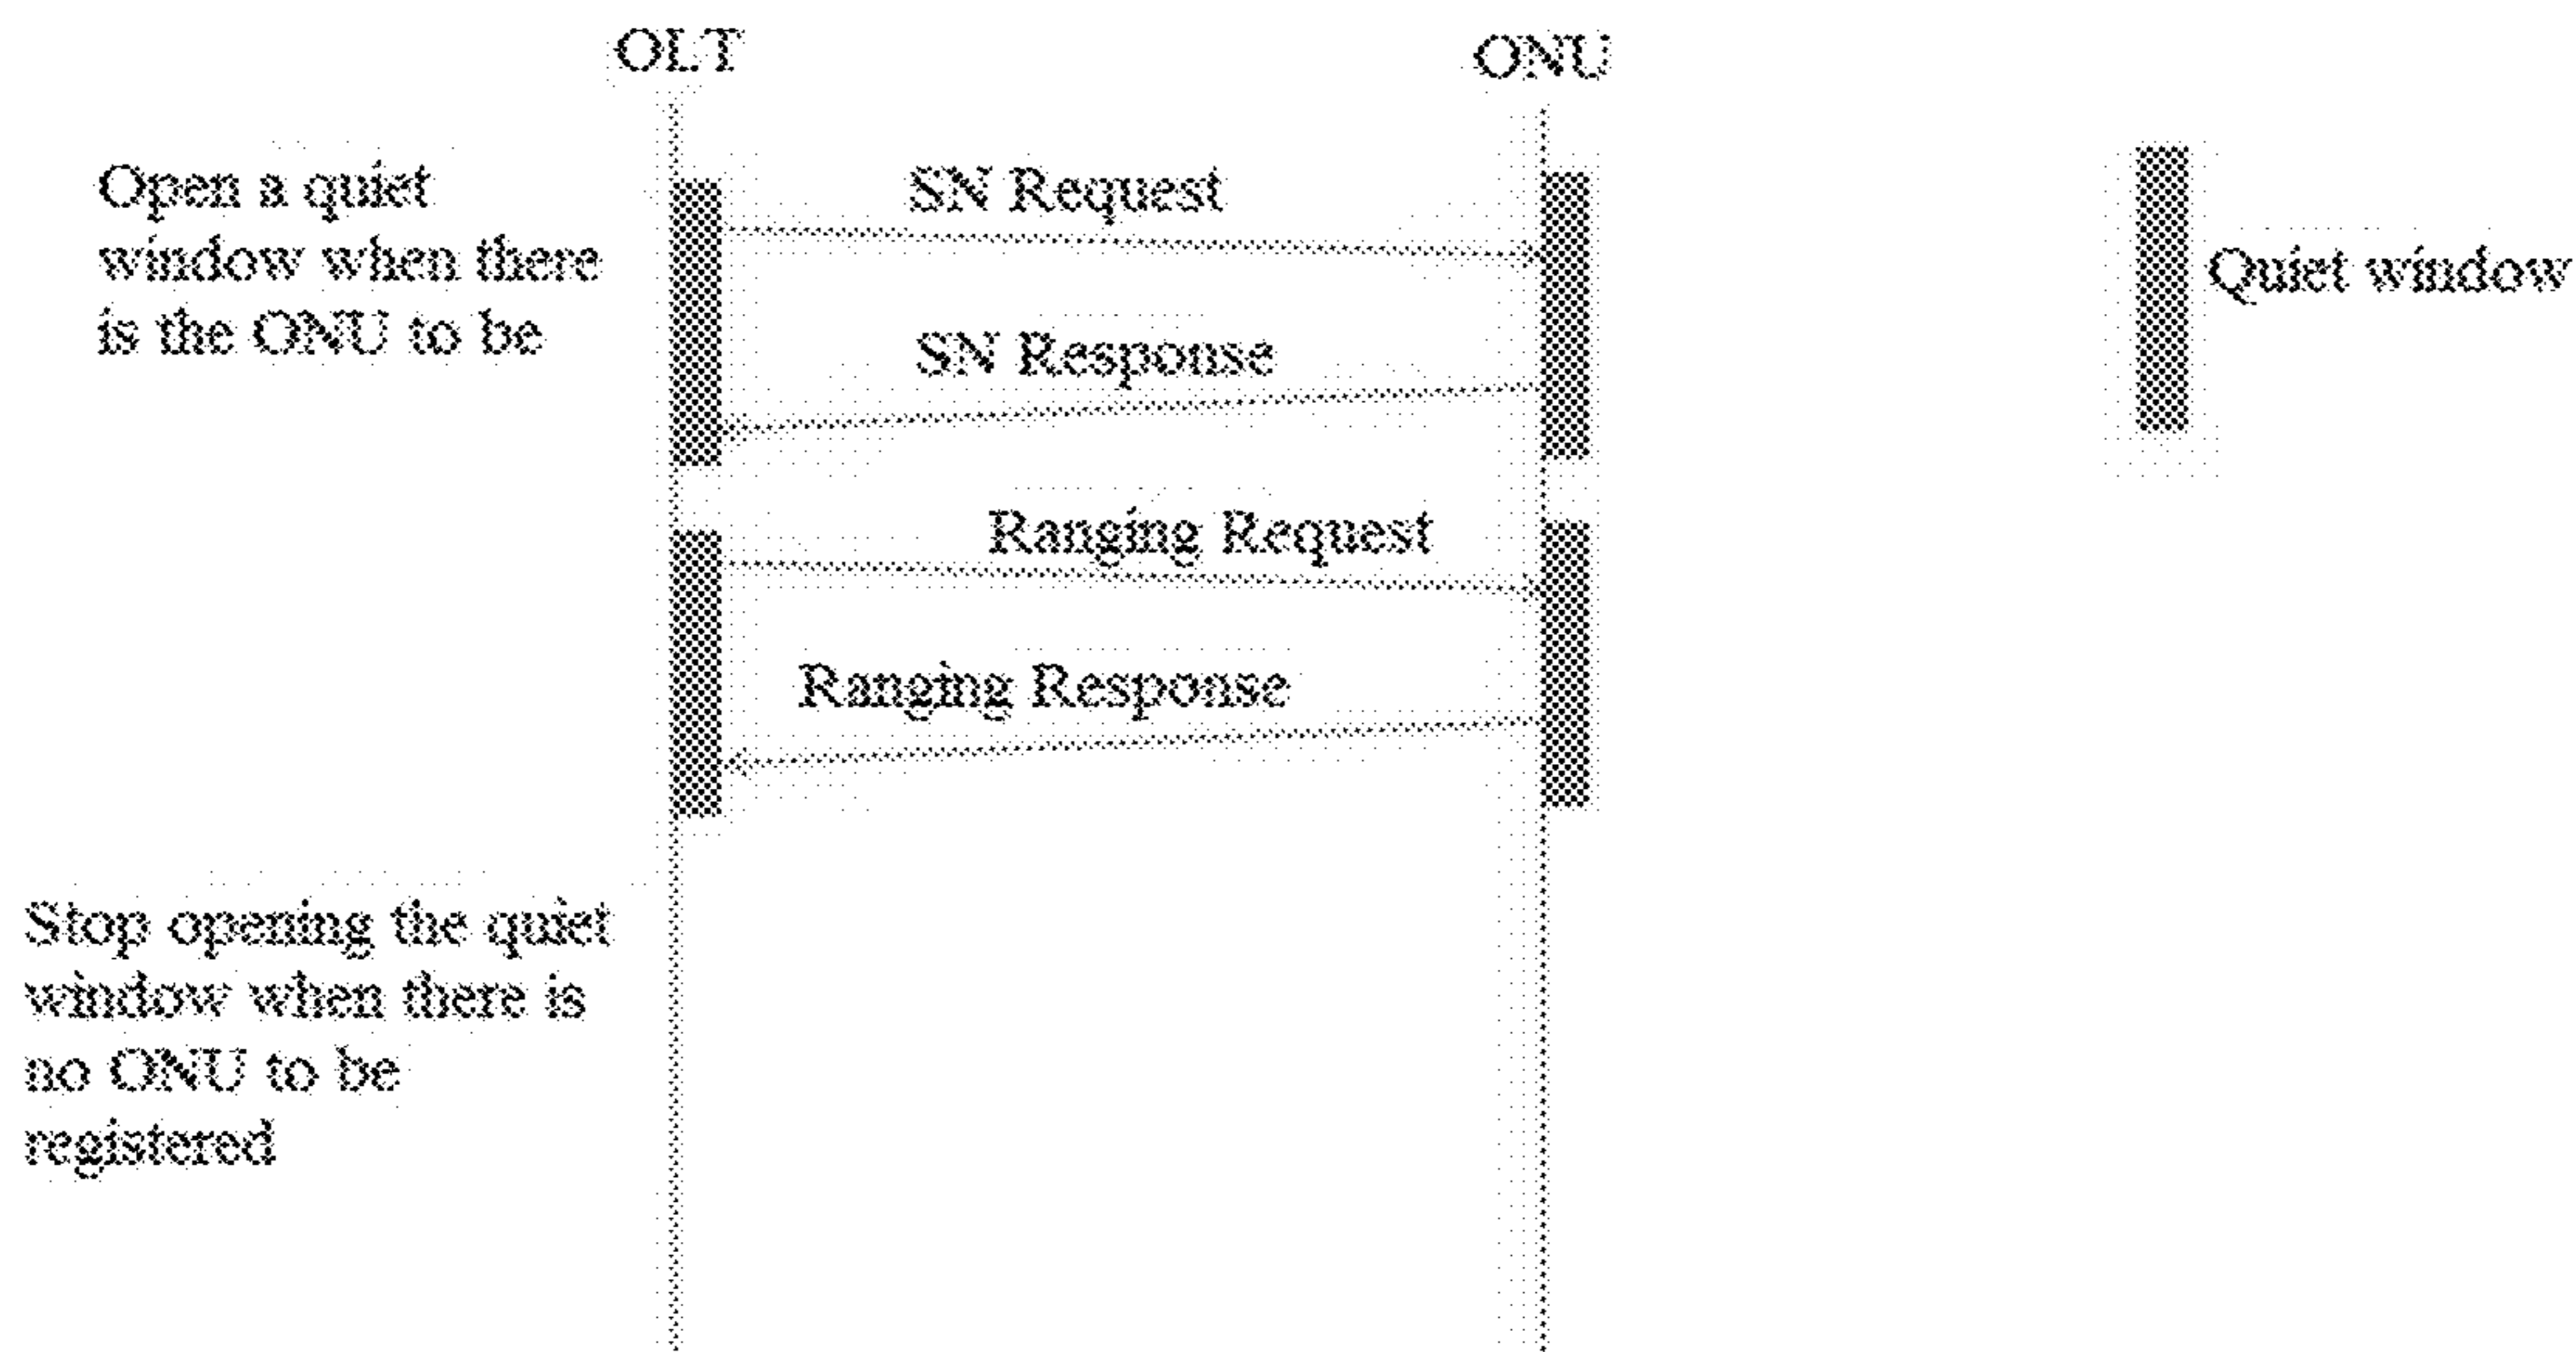 OLT
ONU
Open a quiet
window when there
is the ONU to be
SN Request
Quiet window
SN Response
Ranging Request
Ranging Response
Stop opening the quiet
window when there is
no ONU to be
registered